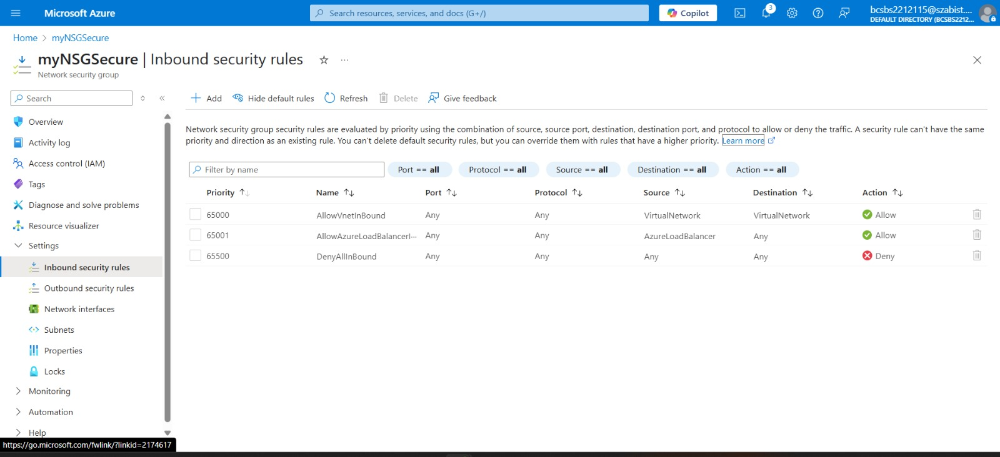 Microsoft Azure
Search resources, services, and docs (G+/)
Copilot
3
bcsbs2212115@szabist....
DEFAULT DIRECTORY (BCSBS2212...
Home > myNSGSecure
myNSGSecure | Inbound security rules
Network security group
Search
Add
Hide default rules
Refresh
Delete
Give feedback
Overview
Activity log
Access control (IAM)
Tags
Diagnose and solve problems
Resource visualizer
Settings
Inbound security rules
Outbound security rules
Network interfaces
Subnets
Properties
Locks
Monitoring
Automation
Help
https://go.microsoft.com/fwlink/?linkid=2174617
Network security group security rules are evaluated by priority using the combination of source, source port, destination, destination port, and protocol to allow or deny the traffic. A security rule can't have the same
priority and direction as an existing rule. You can't delete default security rules, but you can override them with rules that have a higher priority. Learn more
Filter by name
Port == all
Protocol == all
Source == all
Destination == all
Action == all
Priority Name Port Protocol Source Destination Action
65000 AllowVnetInBound Any Any VirtualNetwork VirtualNetwork Allow
65001 AllowAzureLoadBalancerI... Any Any AzureLoadBalancer Any Allow
65500 DenyAllInBound Any Any Any Any Deny